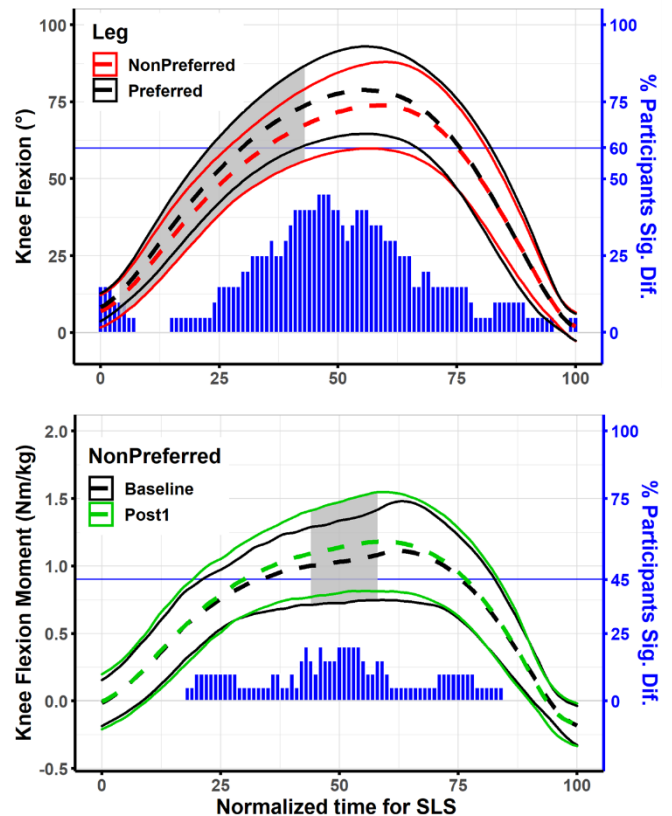 Leg
NonPreferred
Preferred
Knee Flexion (°)
100
75
50
25
0
100
75
60
50
25
0
% Participants Sig. Dif.
0
25
50
75
100
NonPreferred
Baseline
Post1
Knee Flexion Moment (Nm/kg)
2.0
1.5
1.0
0.5
0.0
-0.5
100
75
45
25
0
% Participants Sig. Dif.
0
25
50
75
100
Normalized time for SLS